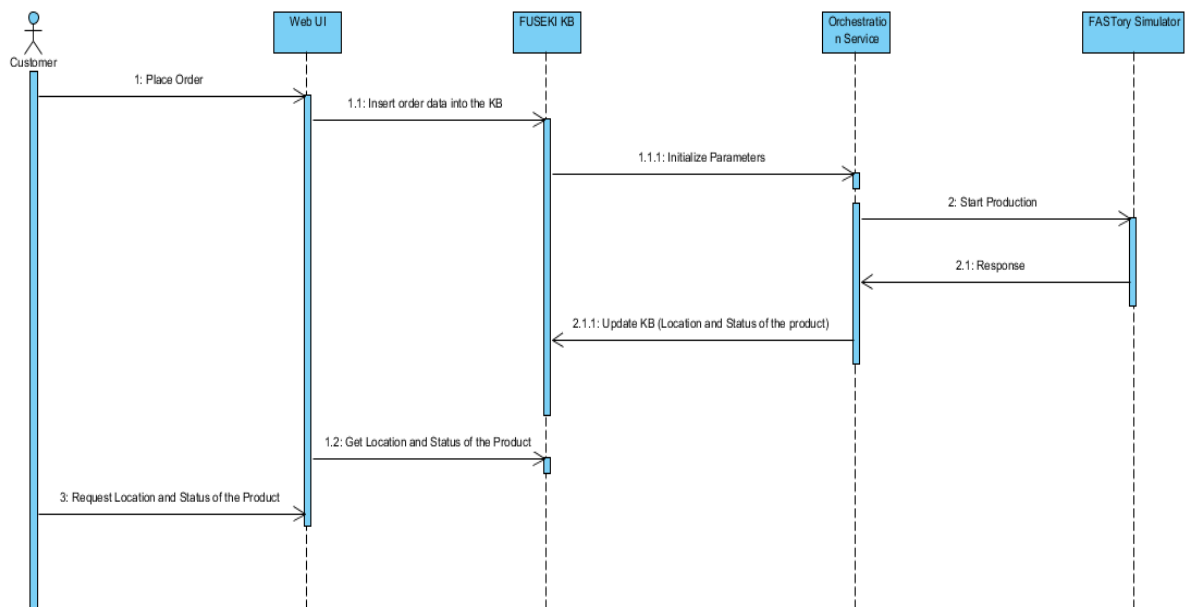 Customer
Web UI
FUSEKI KB
Orchestratio
n Service
FASTory Simulator
1: Place Order
1.1: Insert order data into the KB
1.1.1: Initialize Parameters
2: Start Production
2.1: Response
2.1.1: Update KB (Location and Status of the product)
1.2: Get Location and Status of the Product
3: Request Location and Status of the Product